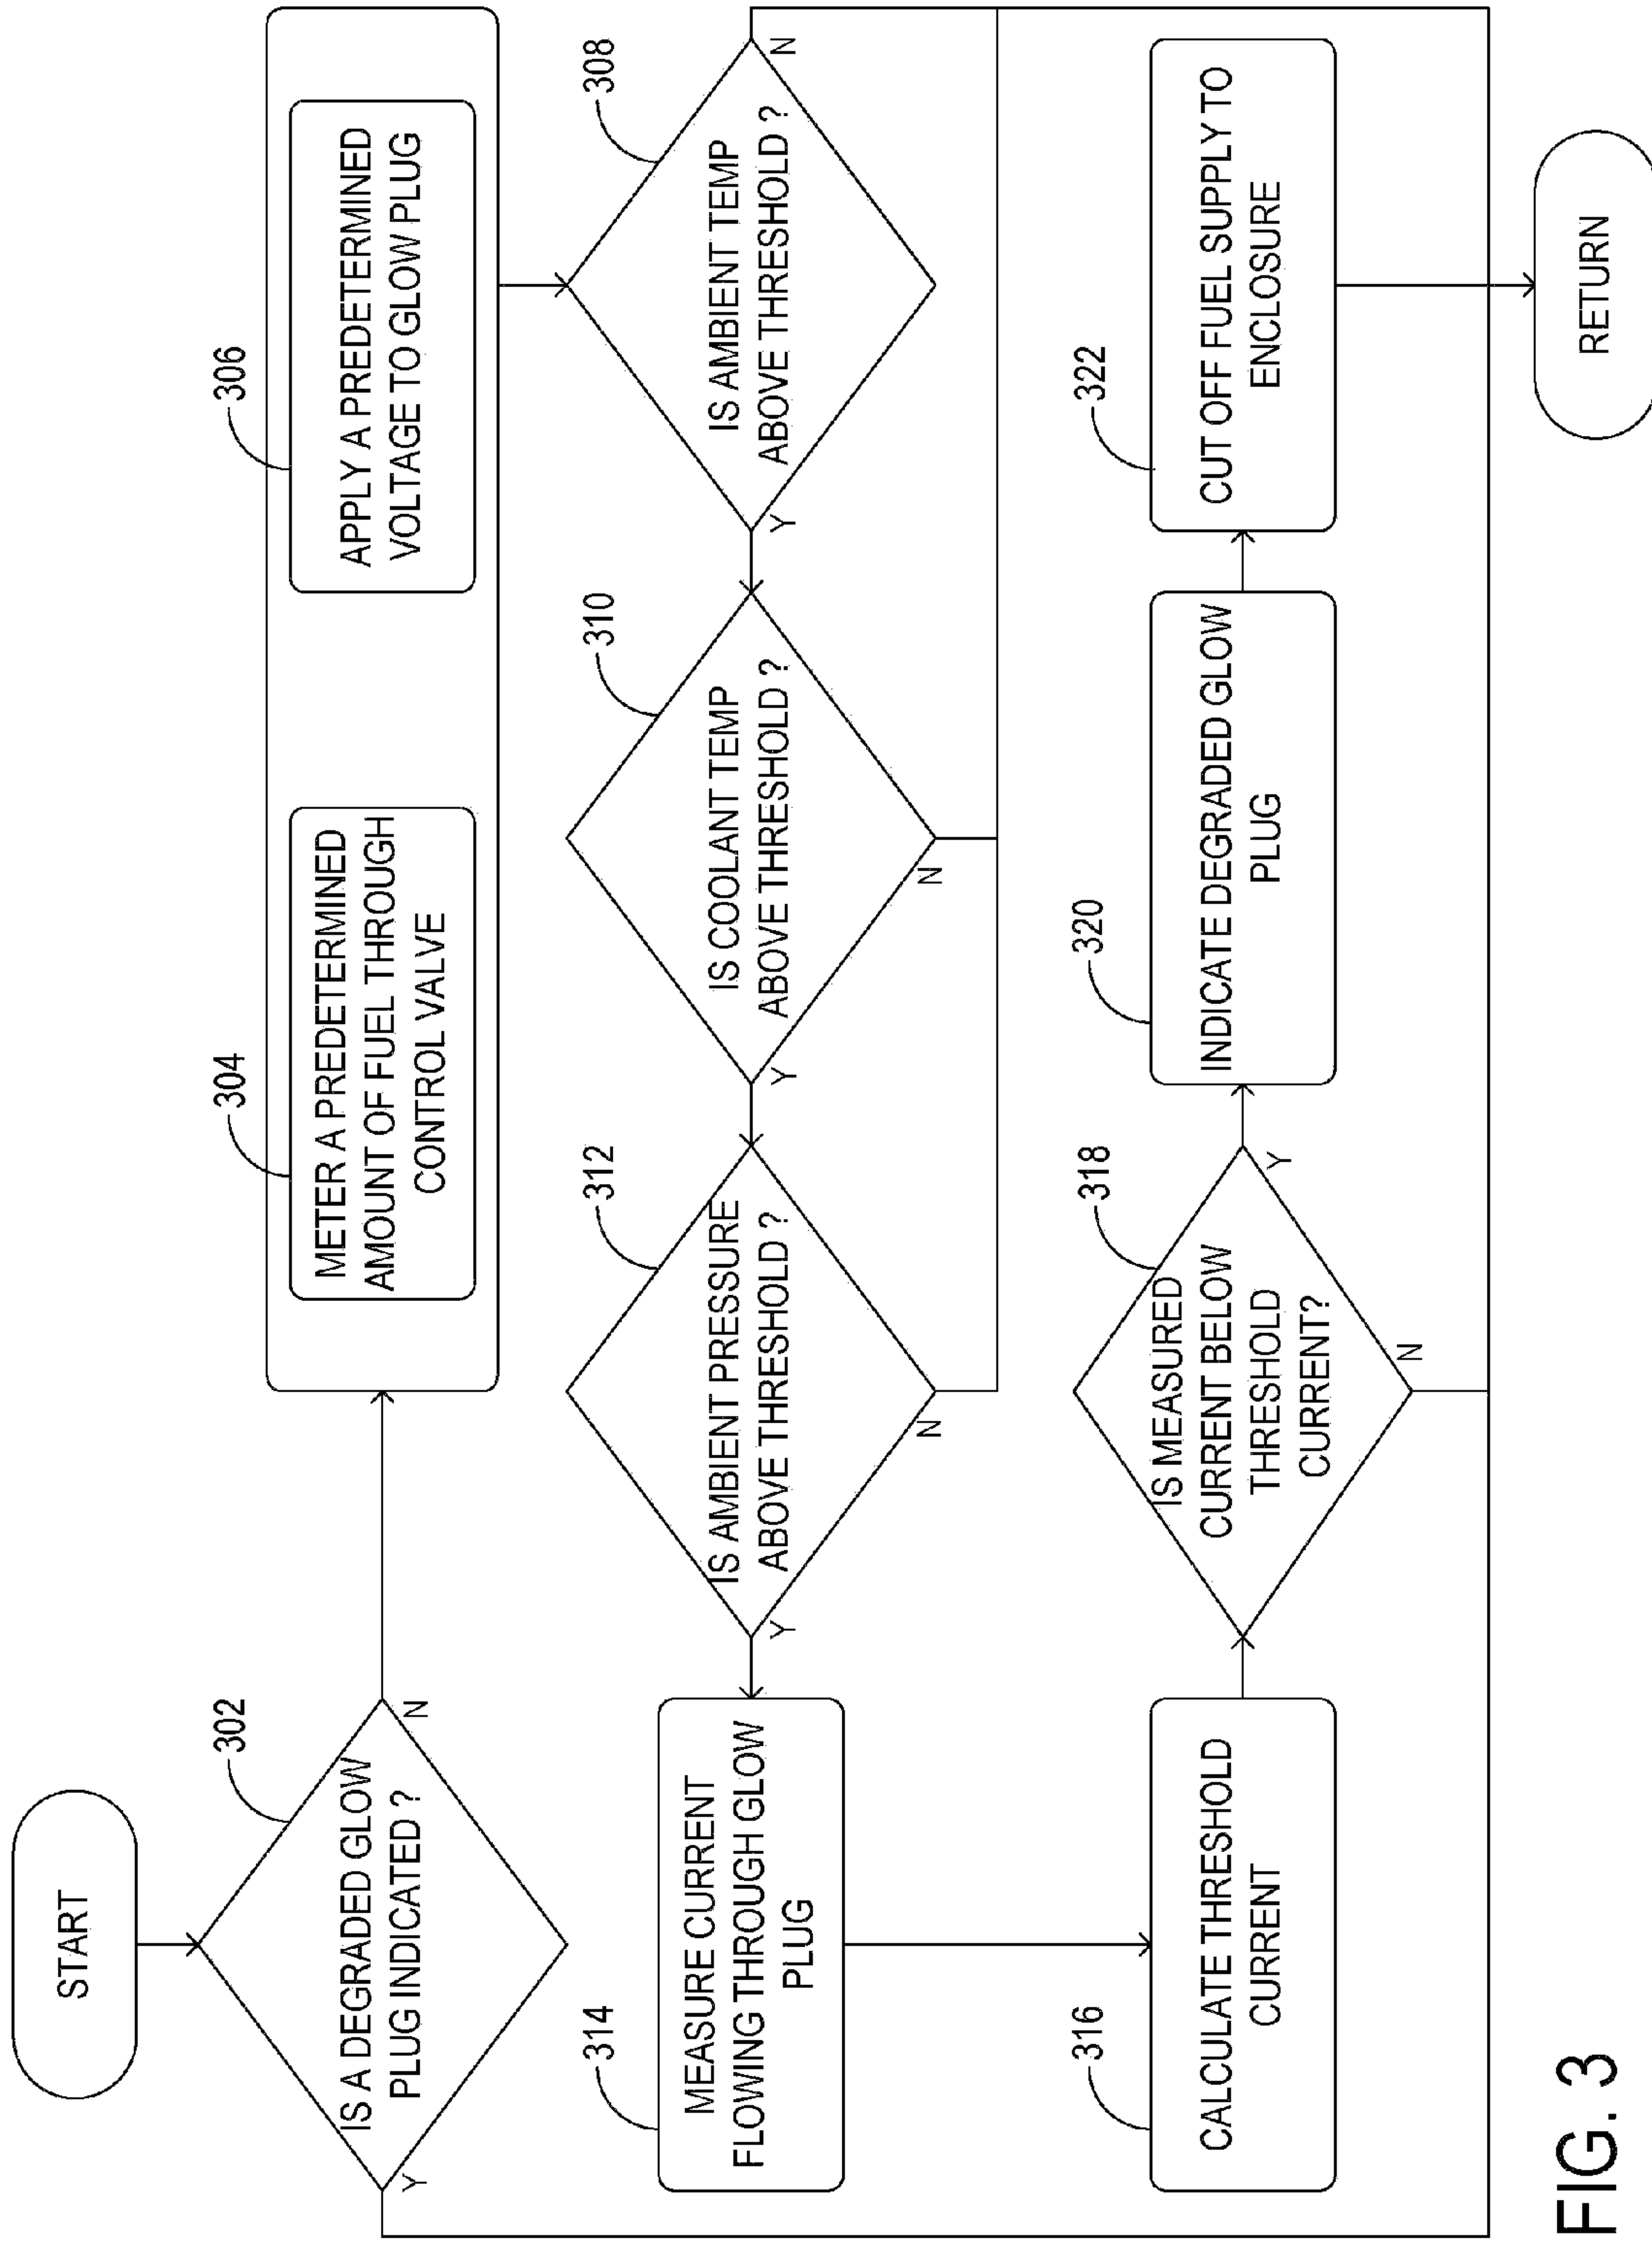 START
302
IS A DEGRADED GLOW
PLUG INDICATED ?
Y
N
304
METER A PREDETERMINED
AMOUNT OF FUEL THROUGH
CONTROL VALVE
306
APPLY A PREDETERMINED
VOLTAGE TO GLOW PLUG
308
IS AMBIENT TEMP
ABOVE THRESHOLD ?
Y
N
310
IS COOLANT TEMP
ABOVE THRESHOLD ?
Y
N
312
IS AMBIENT PRESSURE
ABOVE THRESHOLD ?
Y
N
314
MEASURE CURRENT
FLOWING THROUGH GLOW
PLUG
316
CALCULATE THRESHOLD
CURRENT
318
IS MEASURED
CURRENT BELOW
THRESHOLD
CURRENT?
Y
N
320
INDICATE DEGRADED GLOW
PLUG
322
CUT OFF FUEL SUPPLY TO
ENCLOSURE
RETURN
FIG. 3